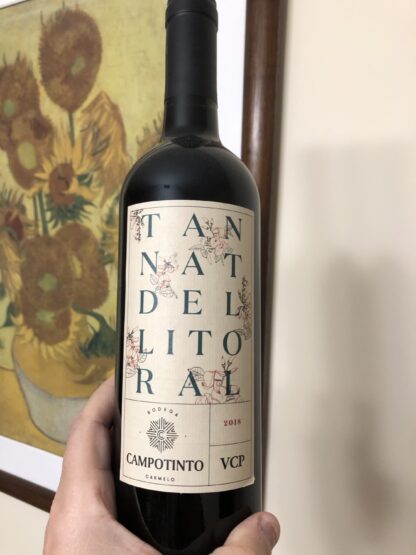 TAN
NAT
DEL
LITO
RAL
BODEGA
CAMPOTINTO
CARMELO
2018
VCP